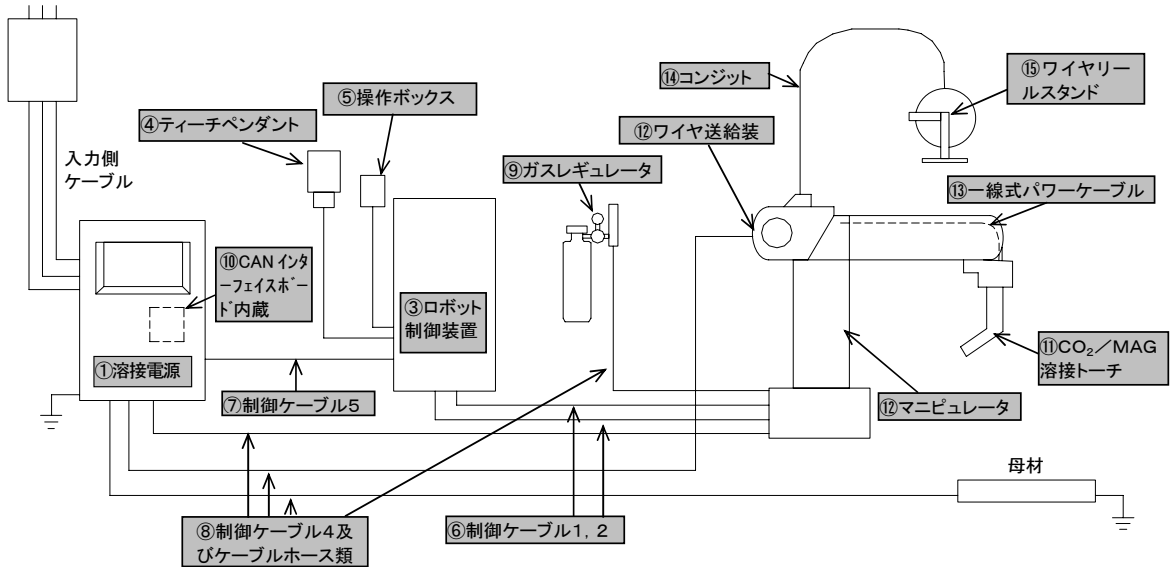 ⑭コンジット
⑮ワイヤリー
ルスタンド
⑤操作ボックス
④ティーチペンダント
⑫ワイヤ送給装
入力側
ケーブル
⑨ガスレギュレータ
⑬一線式パワーケーブル
⑩CAN インタ
ーフェイスボー
ド内蔵
③ロボット
制御装置
①溶接電源
⑪CO₂／MAG
溶接トーチ
⑦制御ケーブル5
⑫マニピュレータ
母材
⑧制御ケーブル4及
びケーブルホース類
⑥制御ケーブル1，2